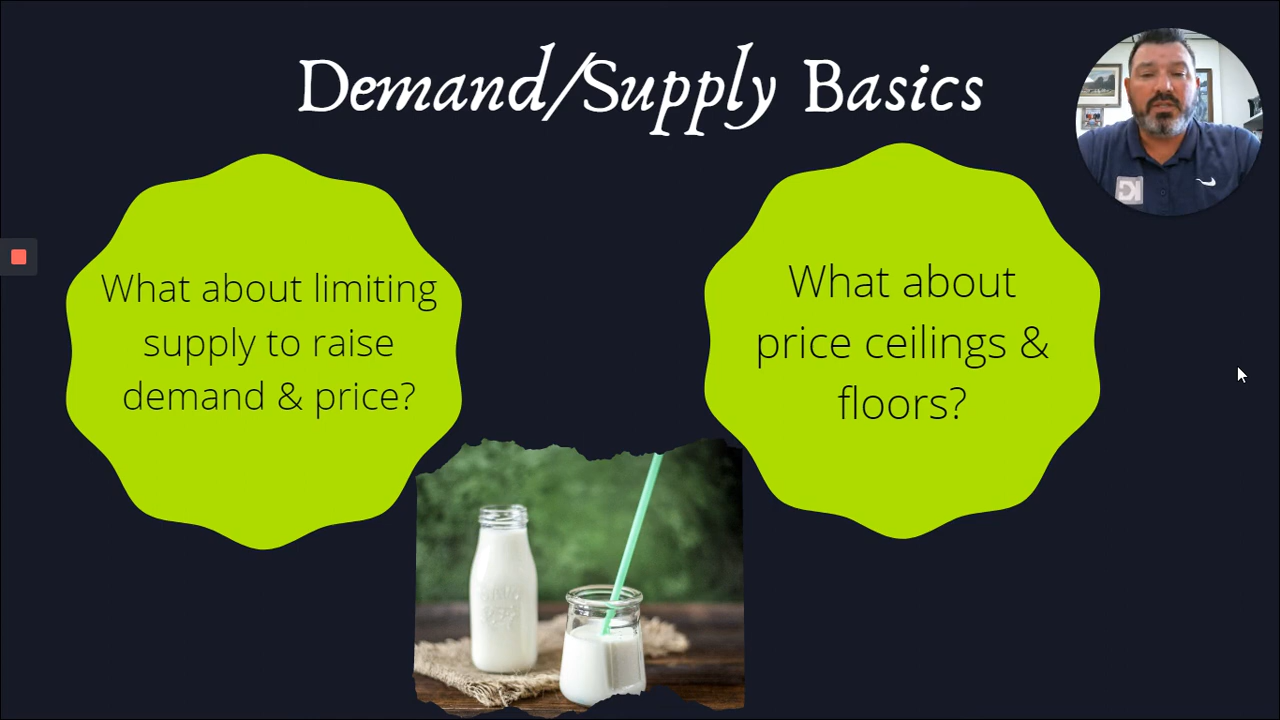 Demand/Supply Basics
What about limiting
supply to raise
demand & price?
What about
price ceilings &
floors?